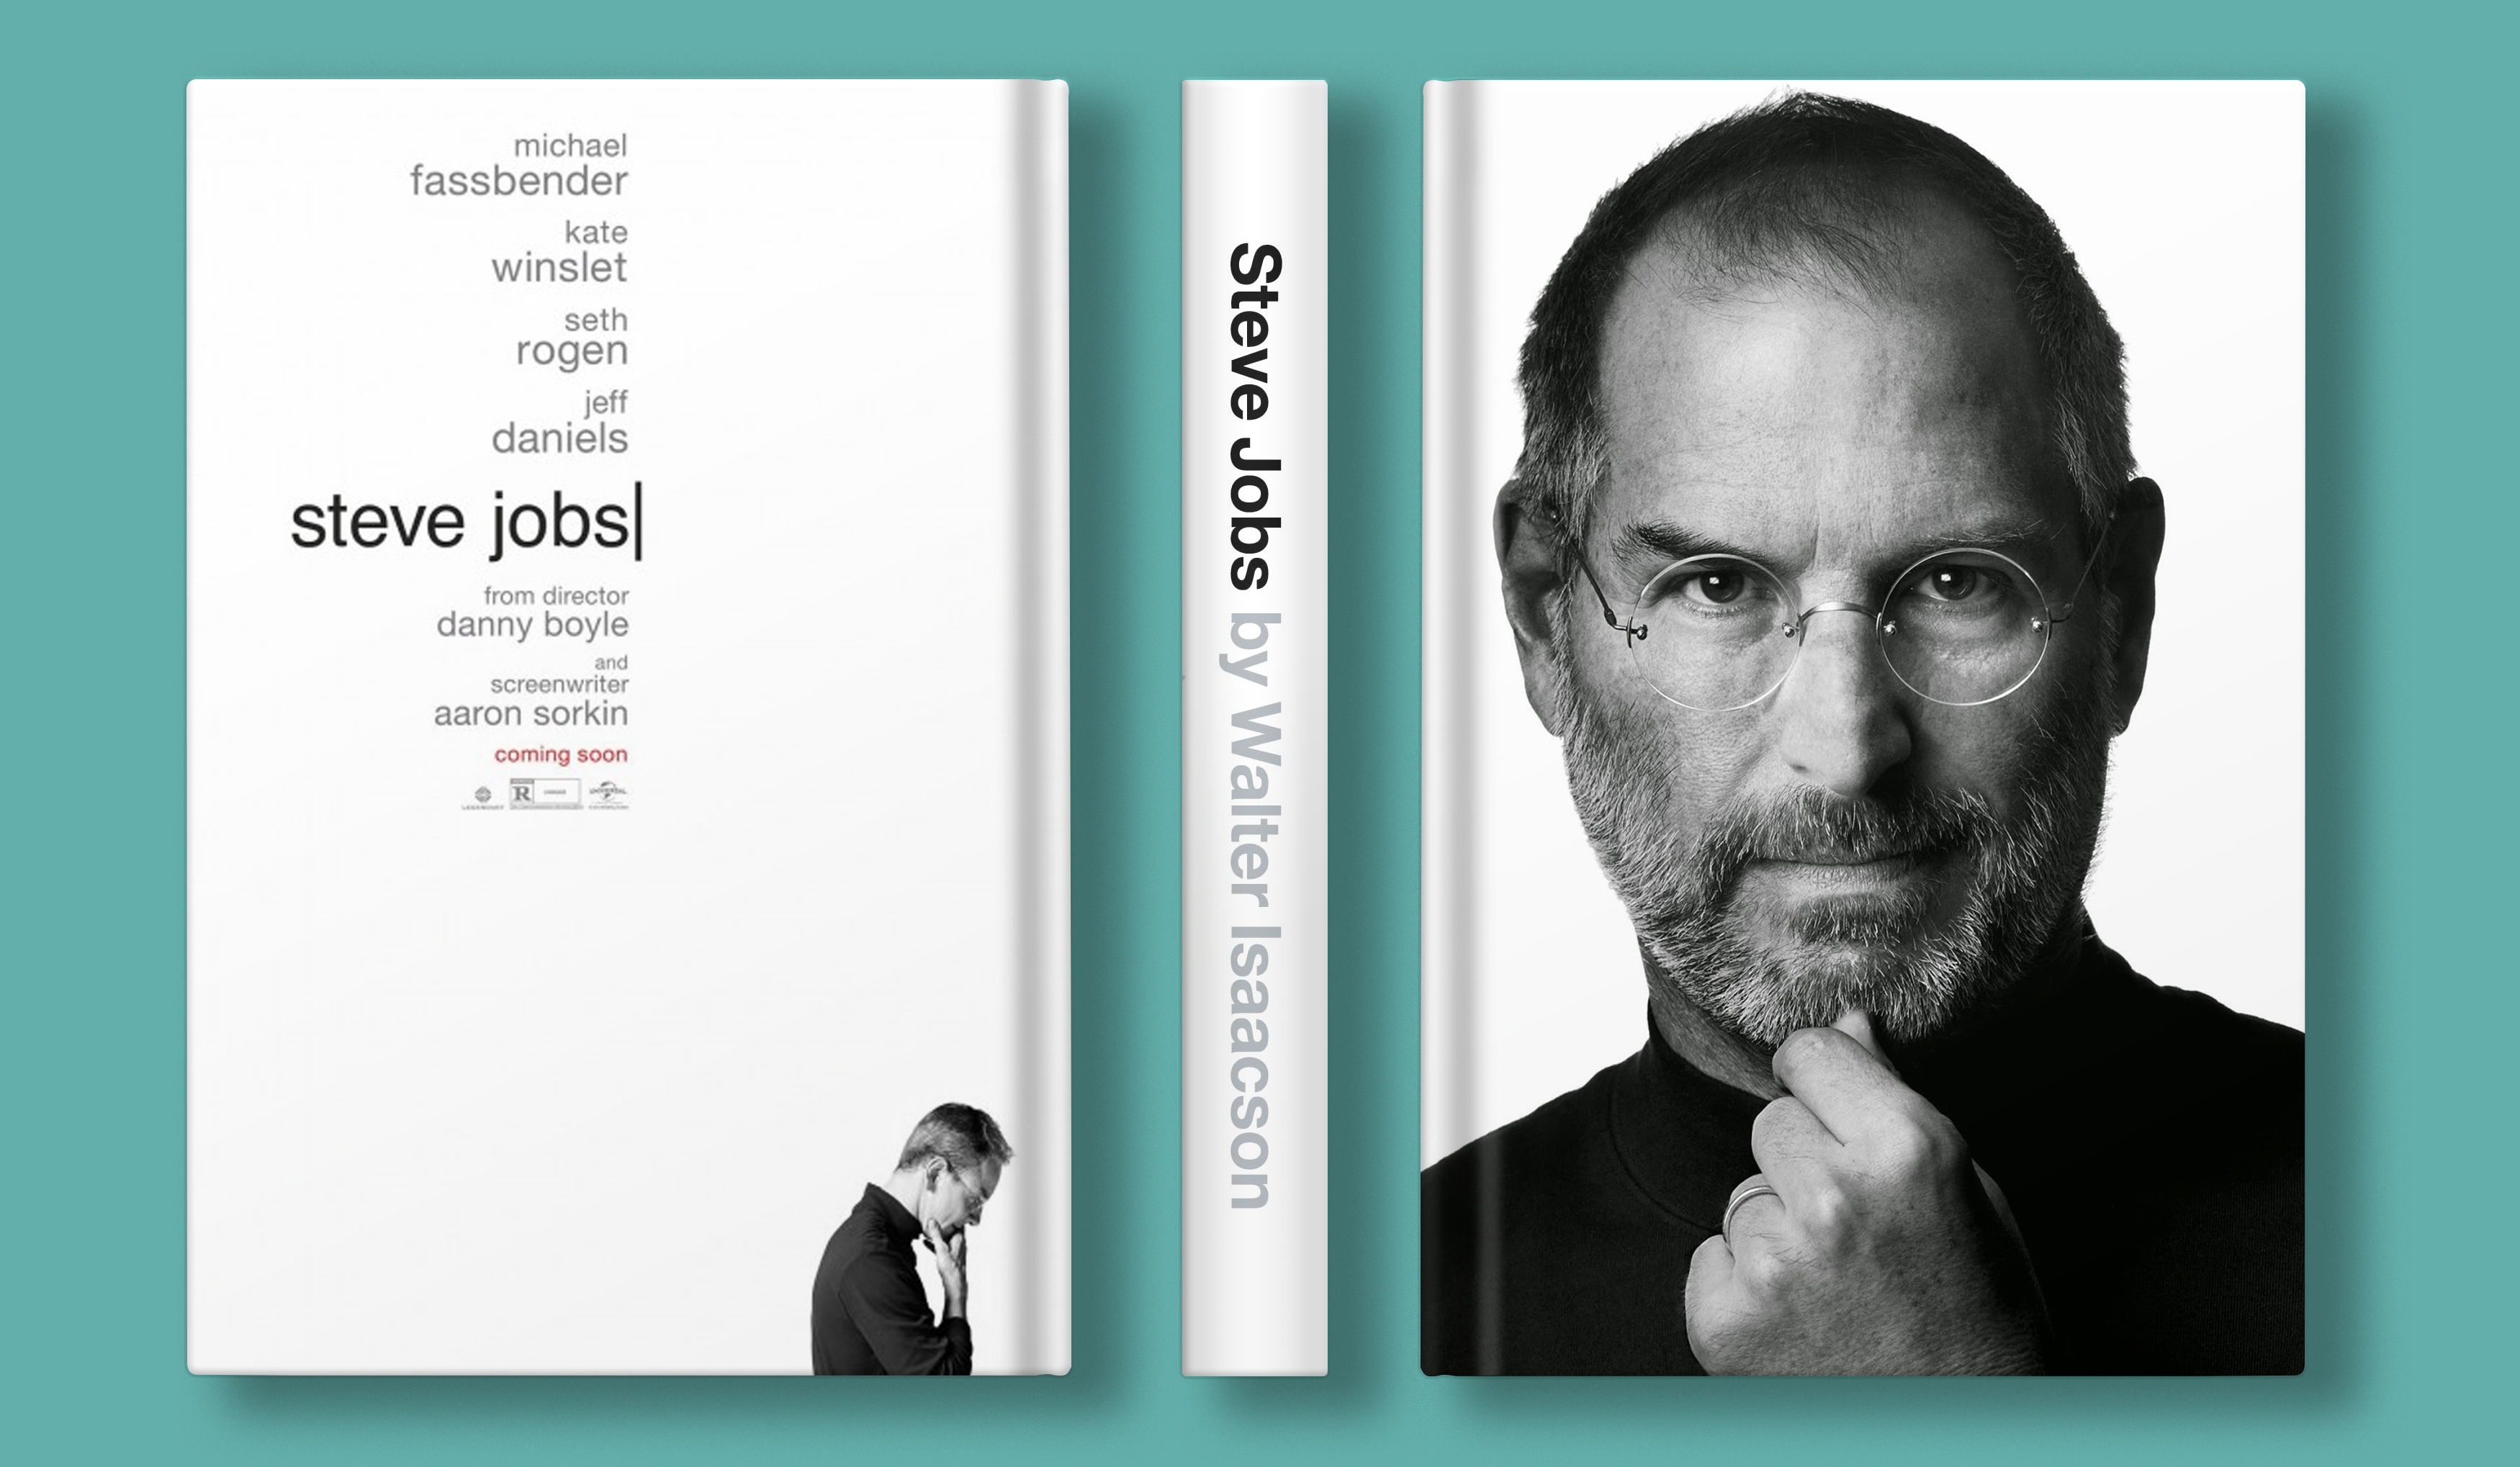 michael
fassbender
kate
winslet
seth
rogen
jeff
daniels
steve jobs|
from director
danny boyle
and
screenwriter
aaron sorkin
coming soon
R
UNIVERSAL
Steve Jobs by Walter Isaacson